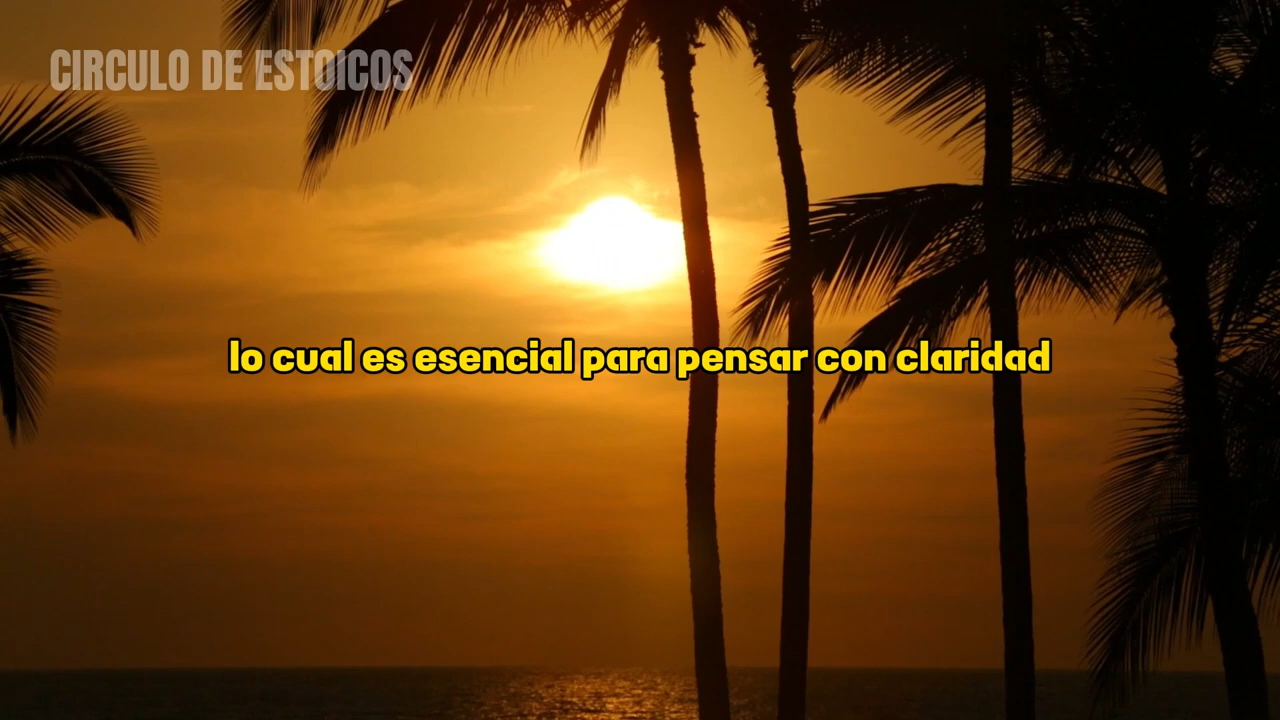 CIRCULO DE ESTOICOS
lo cual es esencial para pensar con claridad